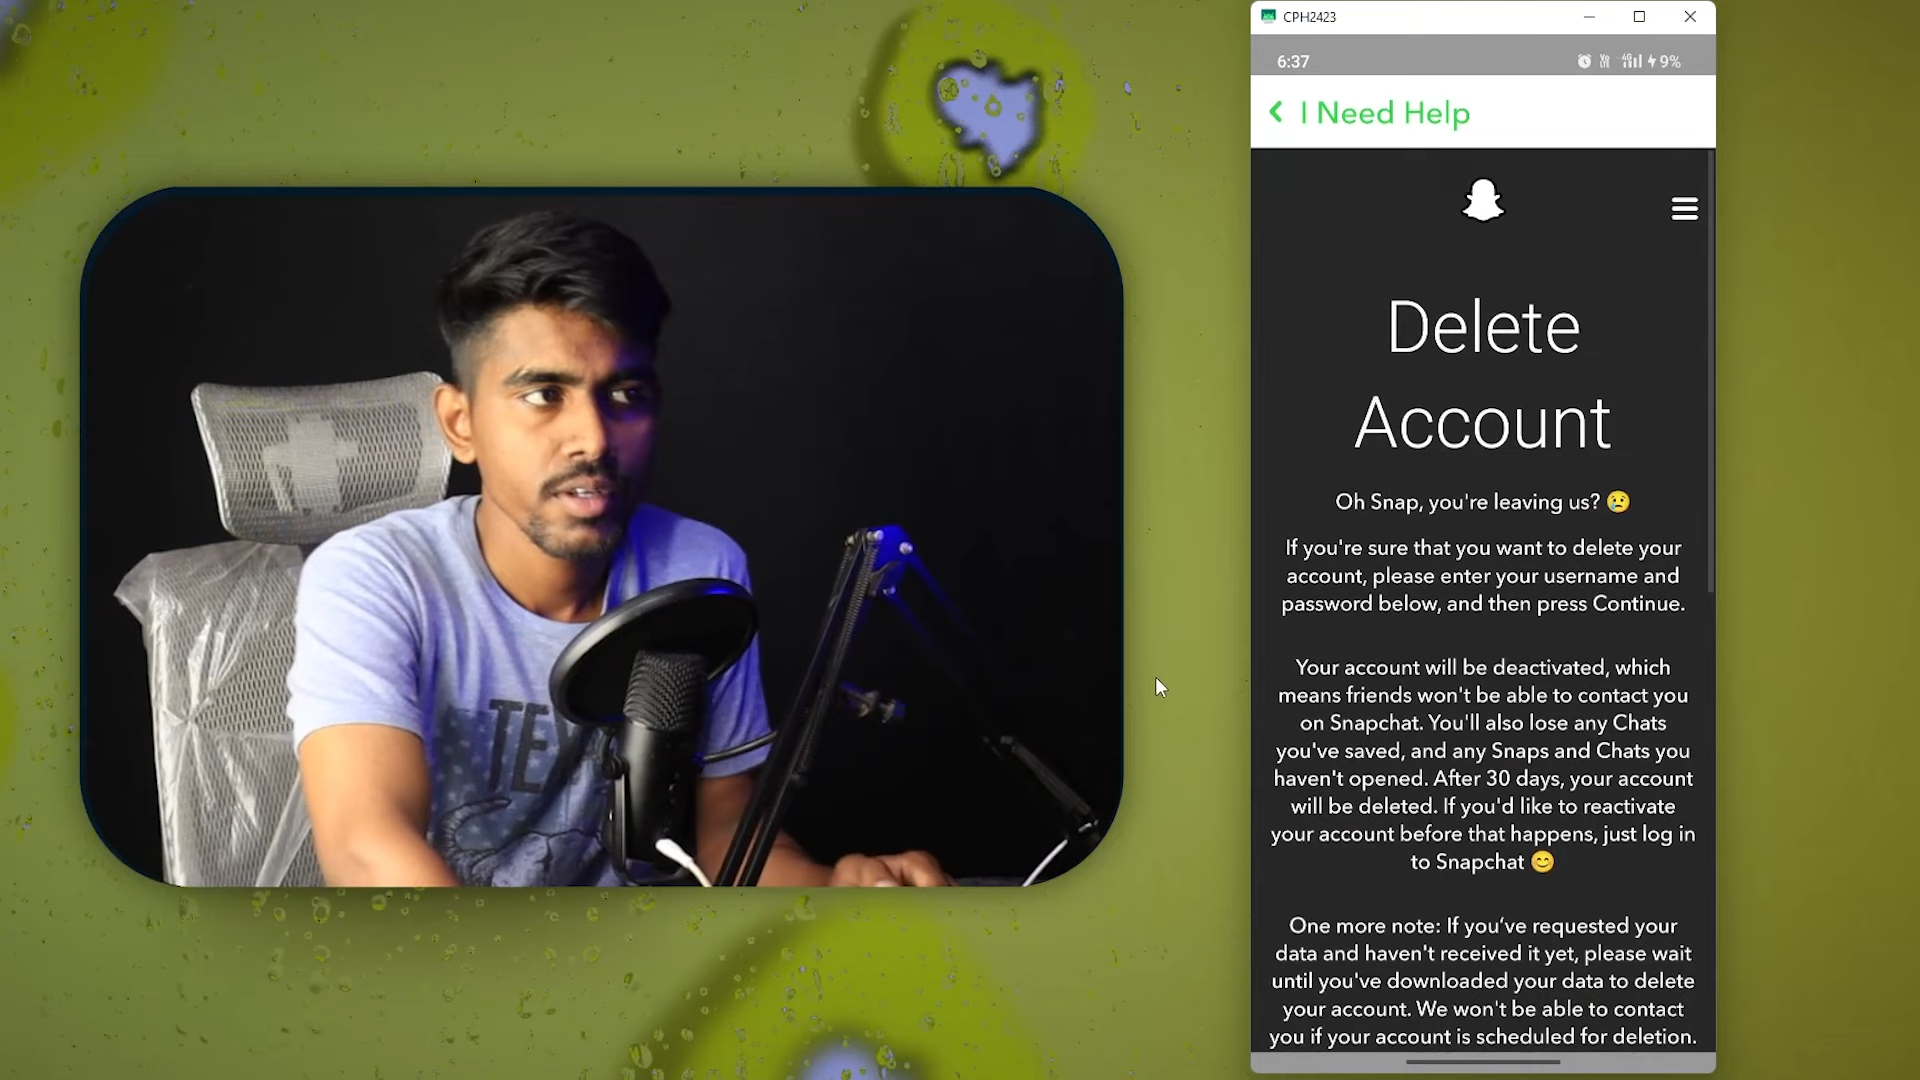 CPH2423
6:37
9%
I Need Help
Delete
Account
Oh Snap, you're leaving us? 😢
If you're sure that you want to delete your
account, please enter your username and
password below, and then press Continue.
Your account will be deactivated, which
means friends won't be able to contact you
on Snapchat. You'll also lose any Chats
you've saved, and any Snaps and Chats you
haven't opened. After 30 days, your account
will be deleted. If you'd like to reactivate
your account before that happens, just log in
to Snapchat 😊
One more note: If you’ve requested your
data and haven't received it yet, please wait
until you've downloaded your data to delete
your account. We won't be able to contact
you if your account is scheduled for deletion.